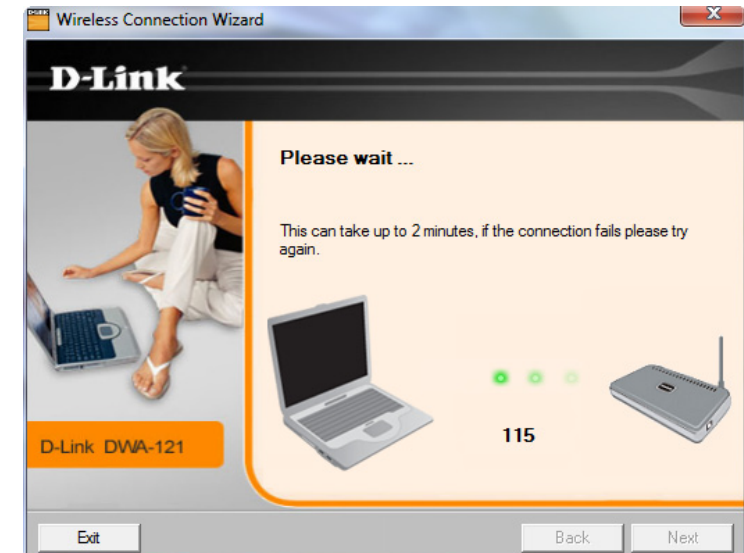 Wireless Connection Wizard
D-Link
Please wait ...
This can take up to 2 minutes, if the connection fails please try
again.
115
D-Link DWA-121
Exit
Back
Next